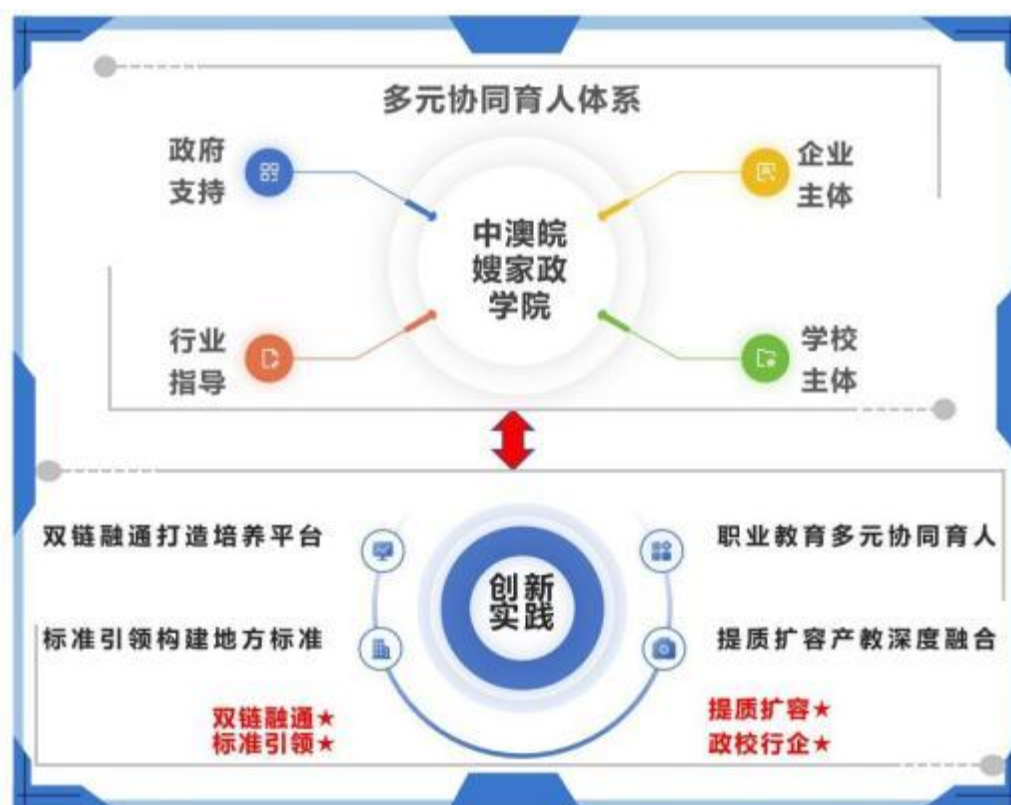 多元协同育人体系
政府
支持
企业
主体
中澳皖
嫂家政
学院
行业
指导
学校
主体
双链融通打造培养平台
职业教育多元协同育人
创新
实践
标准引领构建地方标准
提质扩容产教深度融合
双链融通★
标准引领★
提质扩容★
政校行企★